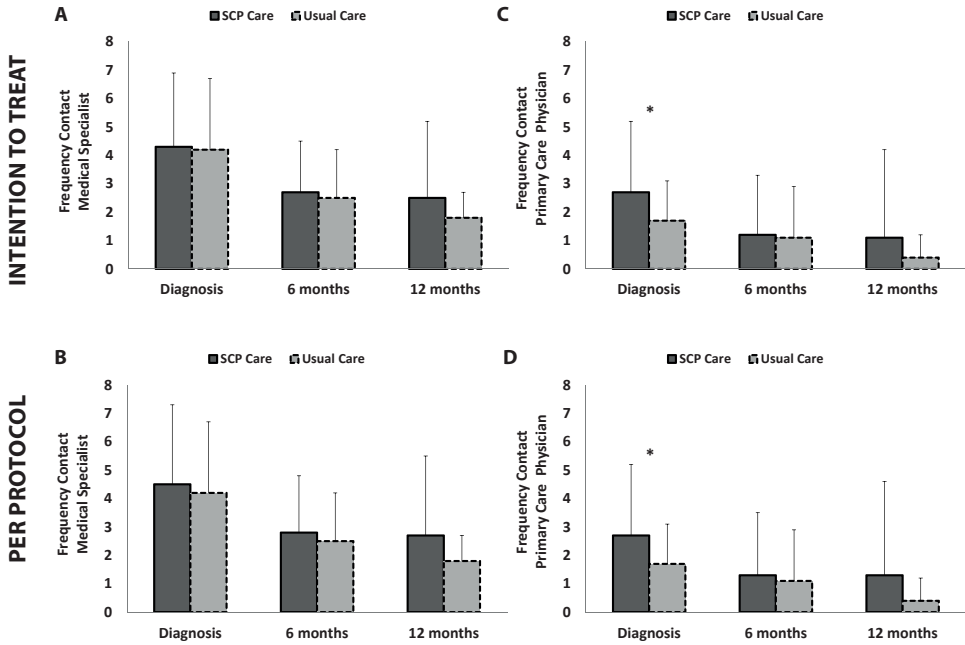 INTENTION TO TREAT
A
SCP Care Usual Care
Frequency Contact
Medical Specialist
8
7
6
5
4
3
2
1
0
Diagnosis 6 months 12 months
C
SCP Care Usual Care
Frequency Contact
Primary Care Physician
8
7
6
5
4
3
2
1
0
*
Diagnosis 6 months 12 months
PER PROTOCOL
B
SCP Care Usual Care
Frequency Contact
Medical Specialist
8
7
6
5
4
3
2
1
0
Diagnosis 6 months 12 months
D
SCP Care Usual Care
Frequency Contact
Primary Care Physician
8
7
6
5
4
3
2
1
0
*
Diagnosis 6 months 12 months